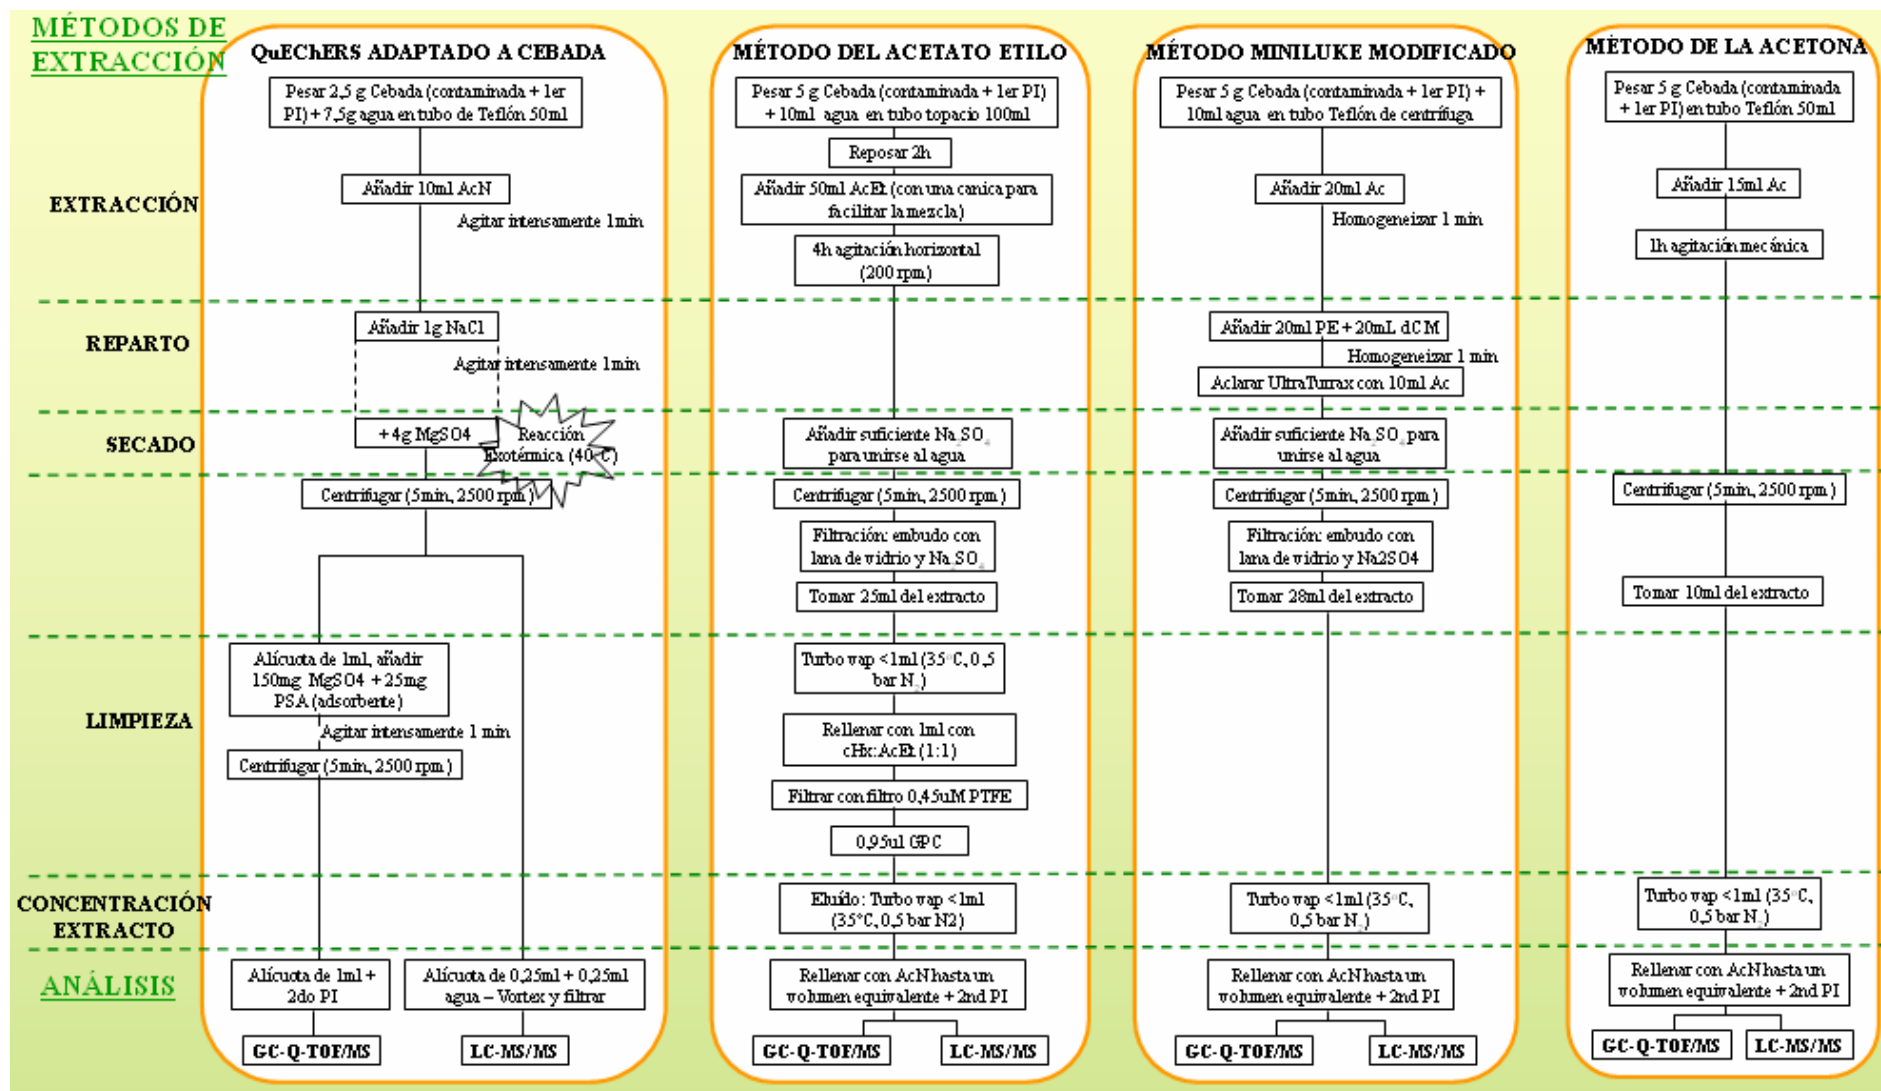 MÉTODOS DE
EXTRACCIÓN
QuEChERS ADAPTADO A CEBADA
Pesar 2,5 g Cebada (contaminada + 1er
PI) + 7,5g agua en tubo de Teflón 50ml
Añadir 10ml AcN
Agitar intensamente 1min
Añadir 1g NaCl
Agitar intensamente 1min
+ 4g MgSO4
Reacción
Exotérmica (40ºC)
Centrifugar (5min, 2500 rpm)
Alícuota de 1ml, añadir
150mg MgSO4 + 25mg
PSA (adsorbente)
Agitar intensamente 1 min
Centrifugar (5min, 2500 rpm)
Alícuota de 1ml +
2do PI
Alícuota de 0,25ml + 0,25ml
agua – Vortex y filtrar
GC-Q-TOF/MS
LC-MS/MS
MÉTODO DEL ACETATO ETILO
Pesar 5 g Cebada (contaminada + 1er PI)
+ 10ml agua en tubo topacio 100ml
Reposar 2h
Añadir 50ml AcEt (con una canica para
facilitar la mezcla)
4h agitación horizontal
(200 rpm)
Añadir suficiente Na2SO4
para unirse al agua
Centrifugar (5min, 2500 rpm)
Filtración: embudo con
lana de vidrio y Na2SO4
Tomar 25ml del extracto
Turbo vap <1ml (35ºC, 0,5
bar N2)
Rellenar con 1ml con
cHx:AcEt (1:1)
Filtrar con filtro 0,45uM PTFE
0,95ul GPC
Eluído: Turbo vap <1ml
(35ºC, 0,5 bar N2)
Rellenar con AcN hasta un
volumen equivalente + 2nd PI
GC-Q-TOF/MS
LC-MS/MS
MÉTODO MINILUKE MODIFICADO
Pesar 5 g Cebada (contaminada + 1er PI) +
10ml agua en tubo Teflón de centrífuga
Añadir 20ml Ac
Homogeneizar 1 min
Añadir 20ml PE + 20mL dCM
Homogeneizar 1 min
Aclarar UltraTurrax con 10ml Ac
Añadir suficiente Na2SO4 para
unirse al agua
Centrifugar (5min, 2500 rpm)
Filtración: embudo con
lana de vidrio y Na2SO4
Tomar 28ml del extracto
Turbo vap <1ml (35ºC,
0,5 bar N2)
Rellenar con AcN hasta un
volumen equivalente + 2nd PI
GC-Q-TOF/MS
LC-MS/MS
MÉTODO DE LA ACETONA
Pesar 5 g Cebada (contaminada
+ 1er PI) en tubo Teflón 50ml
Añadir 15ml Ac
1h agitación mecánica
Centrifugar (5min, 2500 rpm)
Tomar 10ml del extracto
Turbo vap <1ml (35ºC,
0,5 bar N2)
Rellenar con AcN hasta un
volumen equivalente + 2nd PI
GC-Q-TOF/MS
LC-MS/MS
EXTRACCIÓN
REPARTO
SECADO
LIMPIEZA
CONCENTRACIÓN
EXTRACTO
ANÁLISIS